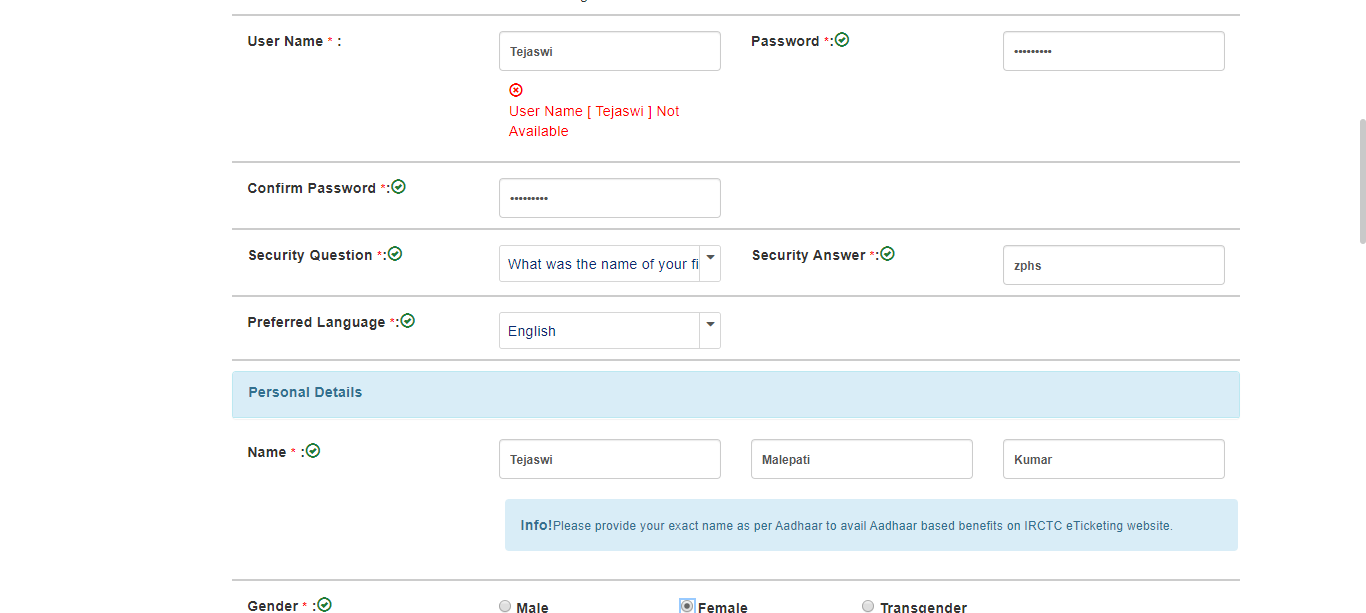 User Name * :
Tejaswi
Password *:
•••••••••
User Name [ Tejaswi ] Not
Available
Confirm Password *:
•••••••••
Security Question *:
What was the name of your fi
Security Answer *:
zphs
Preferred Language *:
English
Personal Details
Name * :
Tejaswi
Malepati
Kumar
Info!Please provide your exact name as per Aadhaar to avail Aadhaar based benefits on IRCTC eTicketing website.
Gender * :
Male
Female
Transgender